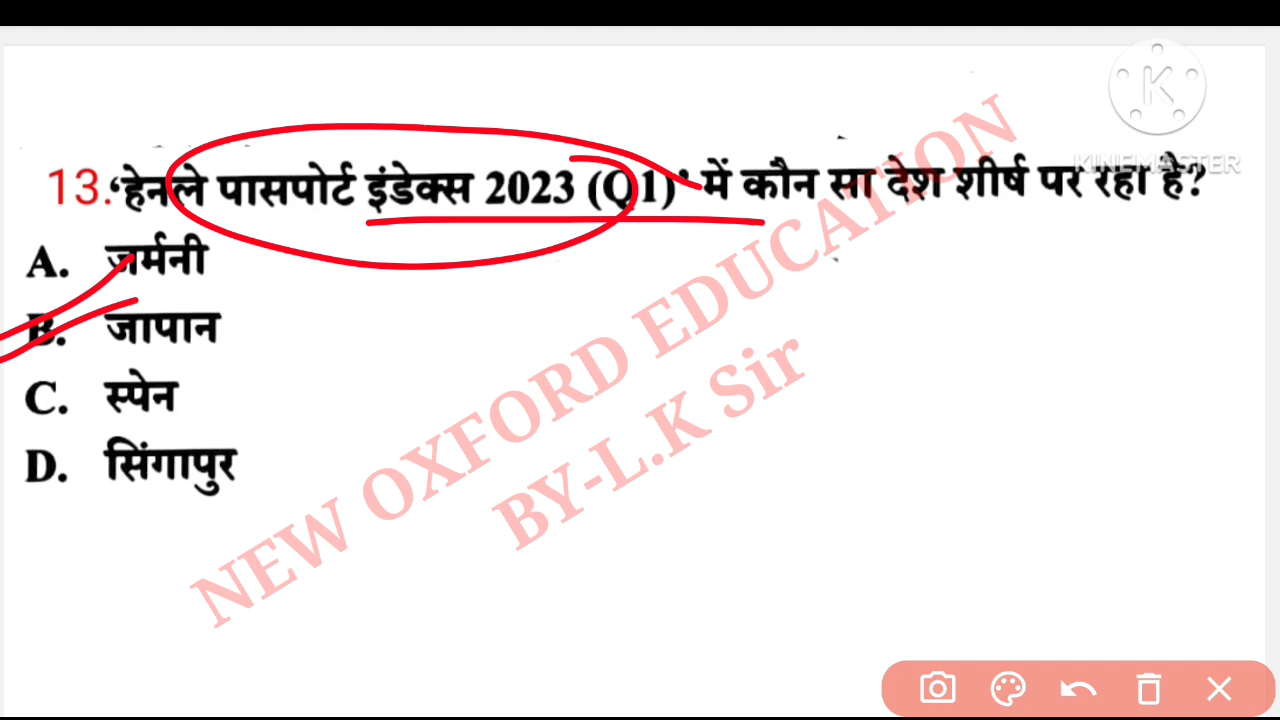 KINEMASTER
13.‘हेनले पासपोर्ट इंडेक्स 2023 (Q1)’ में कौन सा देश शीर्ष पर रहा है?
A. जर्मनी
B. जापान
C. स्पेन
D. सिंगापुर
NEW OXFORD EDUCATION
BY-L.K Sir